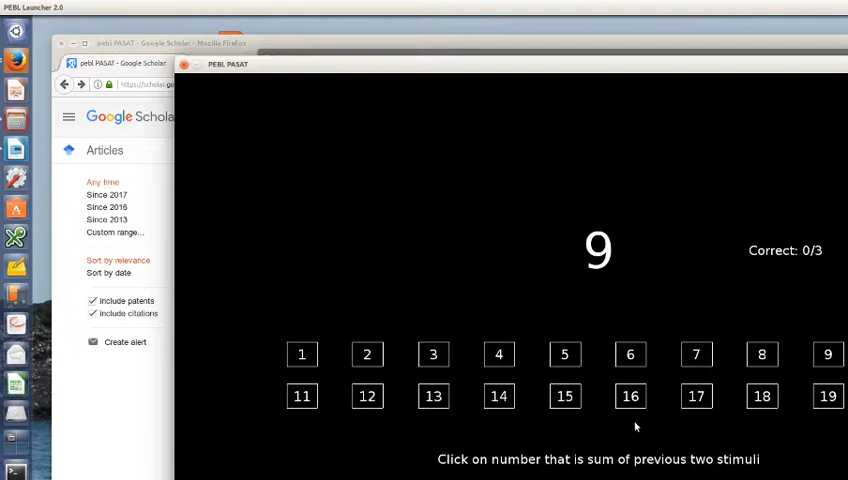 PEBL Launcher 2.0
pebl PASAT - Google Scholar - Mozilla Firefox
pebl PASAT - Google Scholar
https://scholar.go
Google Schola
Articles
Any time
Since 2017
Since 2016
Since 2013
Custom range...
Sort by relevance
Sort by date
include patents
include citations
Create alert
PEBL PASAT
9
Correct: 0/3
1 2 3 4 5 6 7 8 9
11 12 13 14 15 16 17 18 19
Click on number that is sum of previous two stimuli